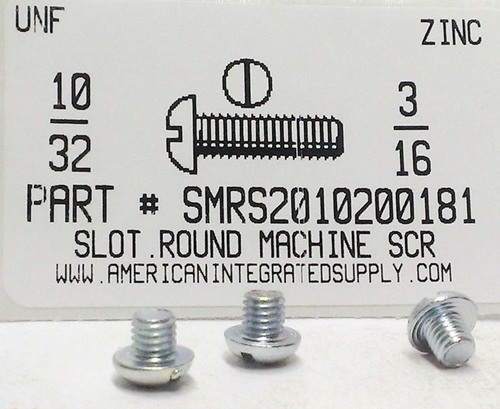 UNF ZINC
10 3
32 16
PART # SMRS2010200181
SLOT.ROUND MACHINE SCR
WWW.AMERICANINTEGRATEDSUPPLY.COM